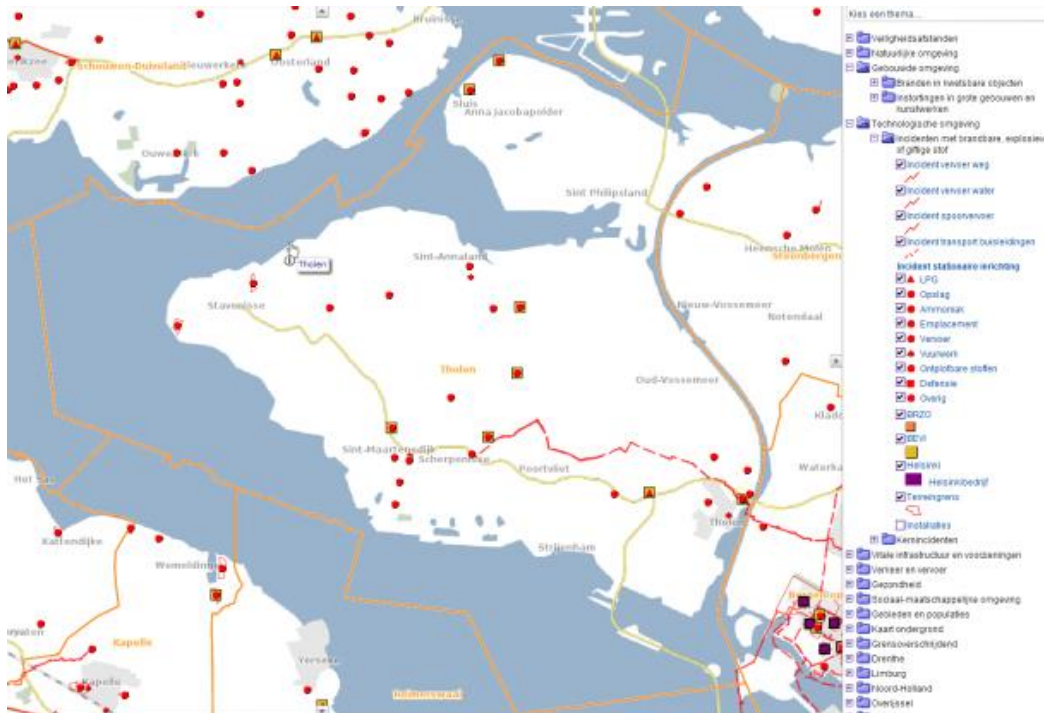 Bruinisse
Schouwen-Duiveland
Oosterland
Sluis
Anna Jacobapolder
Ouwerkerk
Sint Philipsland
Heensche Molen
Steenbergen
Tholen
Sint-Annaland
Stavenisse
Nieuw-Vossemeer
Notendaal
Tholen
Oud-Vossemeer
Sint-Maartensdijk
Scherpenisse
Poortvliet
Tholen
Strijenham
Kattendijke
Wemeldinge
Kapelle
Kapelle
Yerseke
Kies een thema...
Veiligheidsafstanden
Natuurlijke omgeving
Gebouwde omgeving
Branden in kwetsbare objecten
Instortingen in grote gebouwen en
kunstwerken
Technologische omgeving
Incidenten met brandbare, explosiev
of giftige stof
Incident vervoer weg
Incident vervoer water
Incident spoorvervoer
Incident transport buisleidingen
Incident stationaire inrichting
LPG
Opslag
Ammoniak
Emplacement
Vervoer
Vuurwerk
Ontplofbare stoffen
Defensie
Overig
BRZO
BEVI
Helsinki
Helsinkibedrijf
Terreingrens
Installaties
Kernincidenten
Vitale infrastructuur en voorzieningen
Verkeer en vervoer
Gezondheid
Sociaal-maatschappelijke omgeving
Gebieden en populaties
Kaart ondergrond
Grensoverschrijdend
Drenthe
Limburg
Noord-Holland
Overijssel